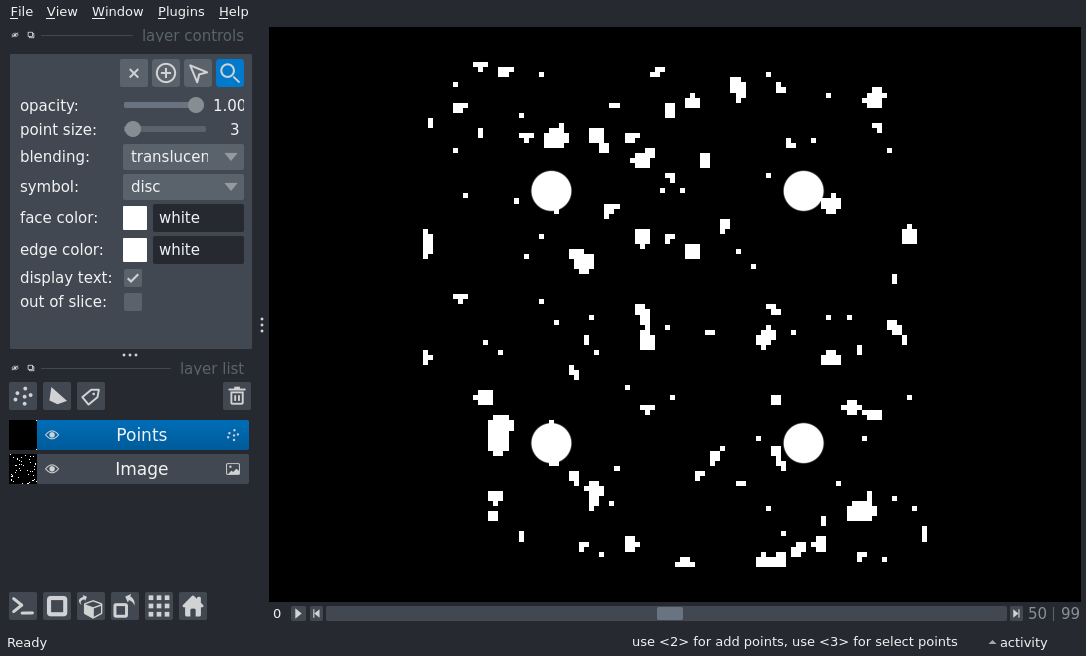 File View Window Plugins Help
layer controls
opacity: 1.00
point size: 3
blending: translucen
symbol: disc
face color: white
edge color: white
display text:
out of slice:
layer list
Points
Image
0 50 | 99
Ready use <2> for add points, use <3> for select points activity